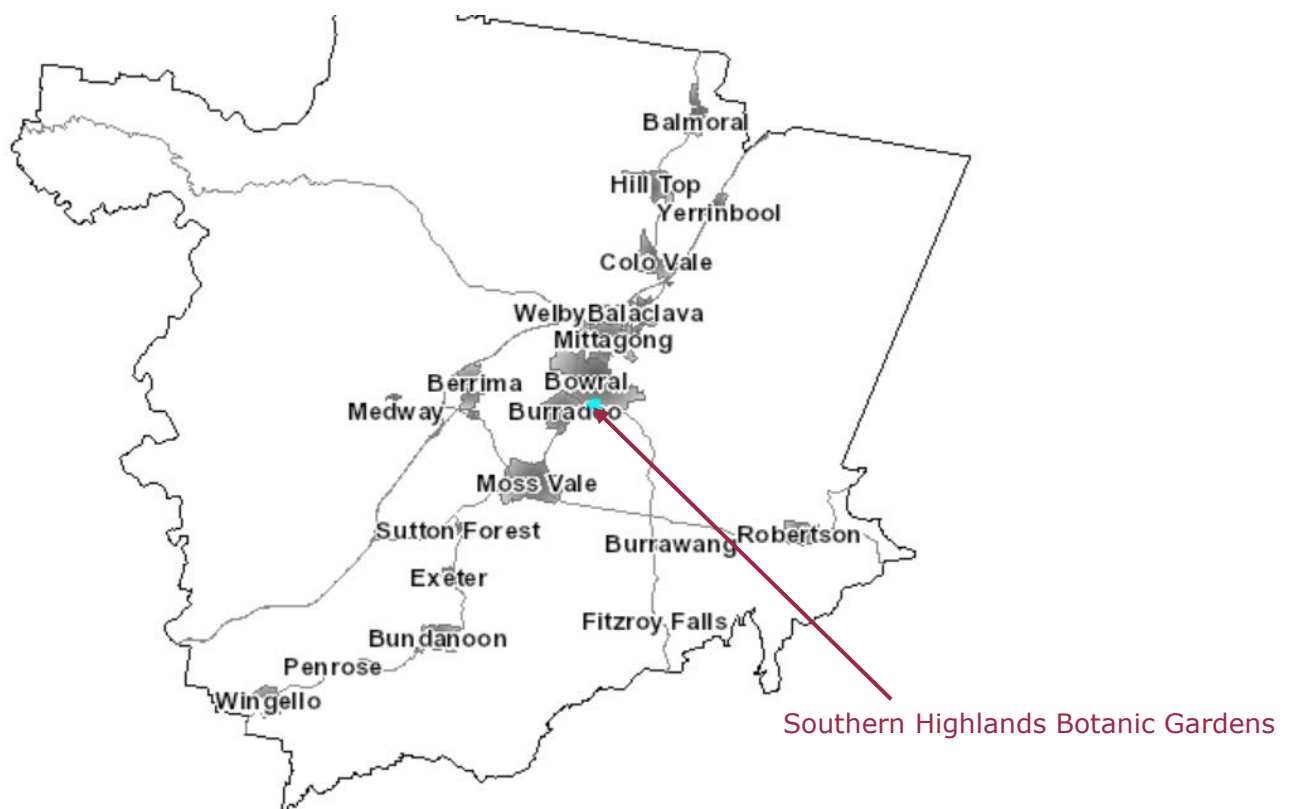 Balmoral
Hill Top
Yerrinbool
Colo Vale
Welby Balaclava
Mittagong
Bowral
Berrima
Medway
Burradoo
Moss Vale
Sutton Forest
Burrawang
Robertson
Exeter
Fitzroy Falls
Bundanoon
Penrose
Wingello
Southern Highlands Botanic Gardens